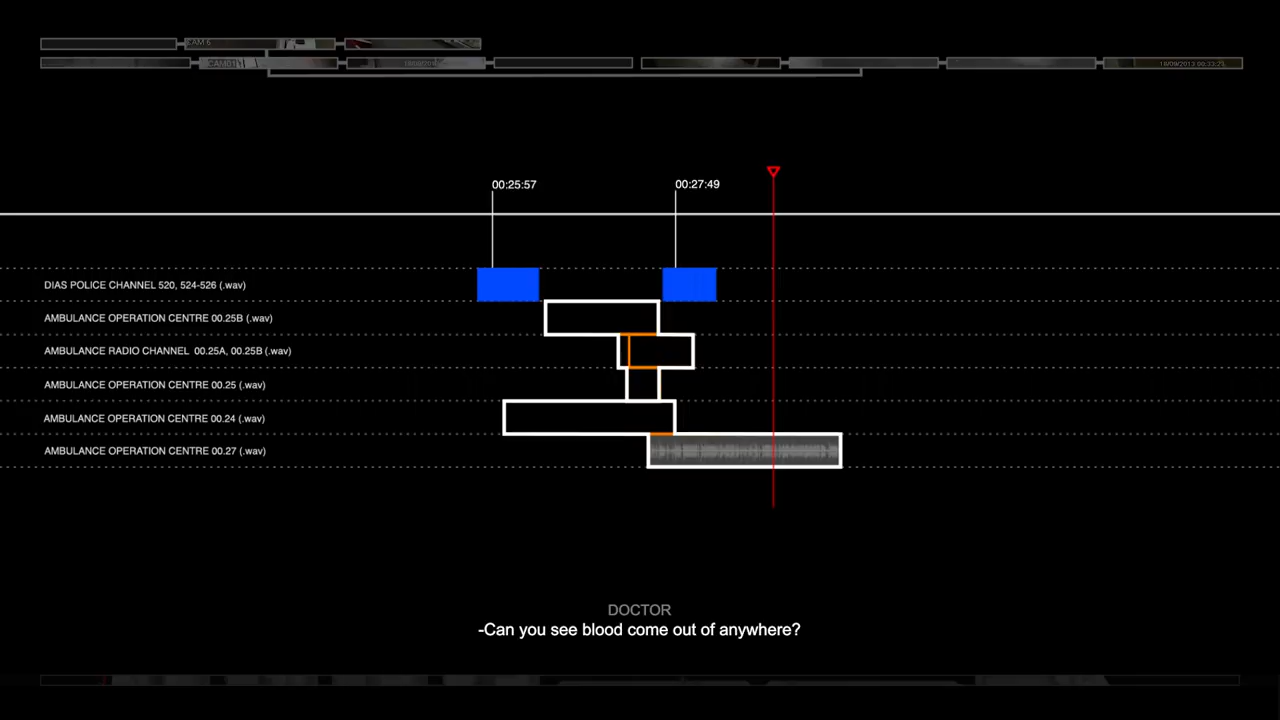 CAM 6
00:25:57
00:27:49
DIAS POLICE CHANNEL 520, 524-526 (.wav)
AMBULANCE OPERATION CENTRE 00.25B (.wav)
AMBULANCE RADIO CHANNEL 00.25A, 00.25B (.wav)
AMBULANCE OPERATION CENTRE 00.25 (.wav)
AMBULANCE OPERATION CENTRE 00.24 (.wav)
AMBULANCE OPERATION CENTRE 00.27 (.wav)
DOCTOR
-Can you see blood come out of anywhere?